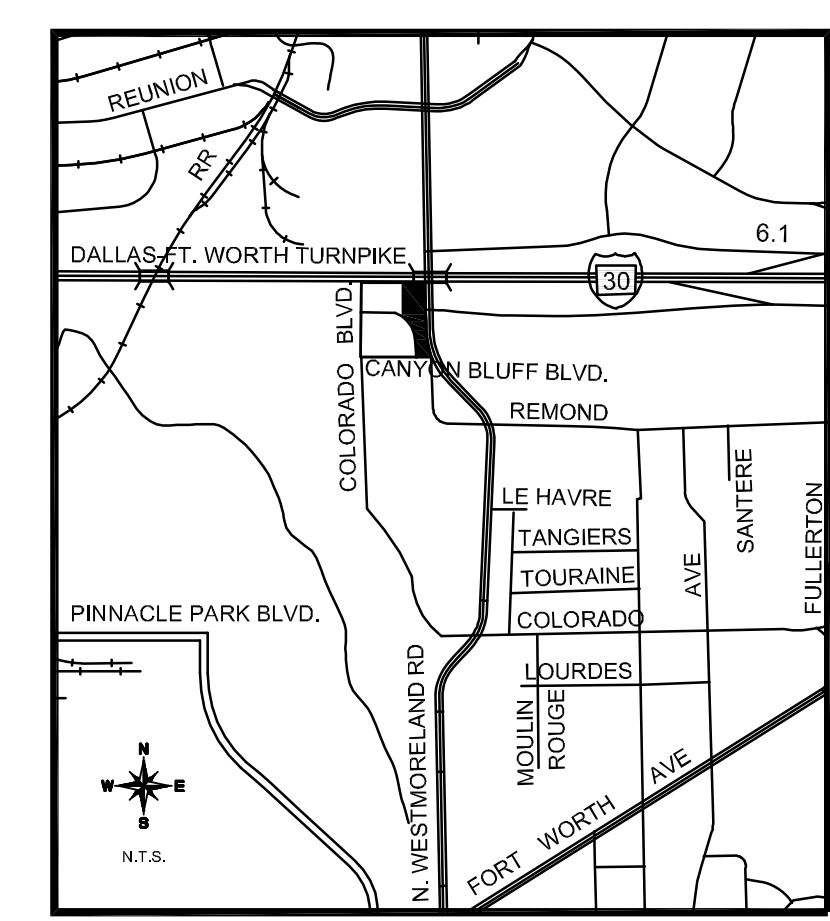 REUNION
RR
6.1
DALLAS-FT. WORTH TURNPIKE
30
COLORADO BLVD.
CANYON BLUFF BLVD.
REMOND
SANTERE
LE HAVRE
FULLERTON
TANGIERS
AVE
TOURAINE
PINNACLE PARK BLVD.
COLORADO
N. WESTMORELAND RD
LOURDES
MOULIN
ROUGE
FORT WORTH AVE
N
W E
S
N.T.S.